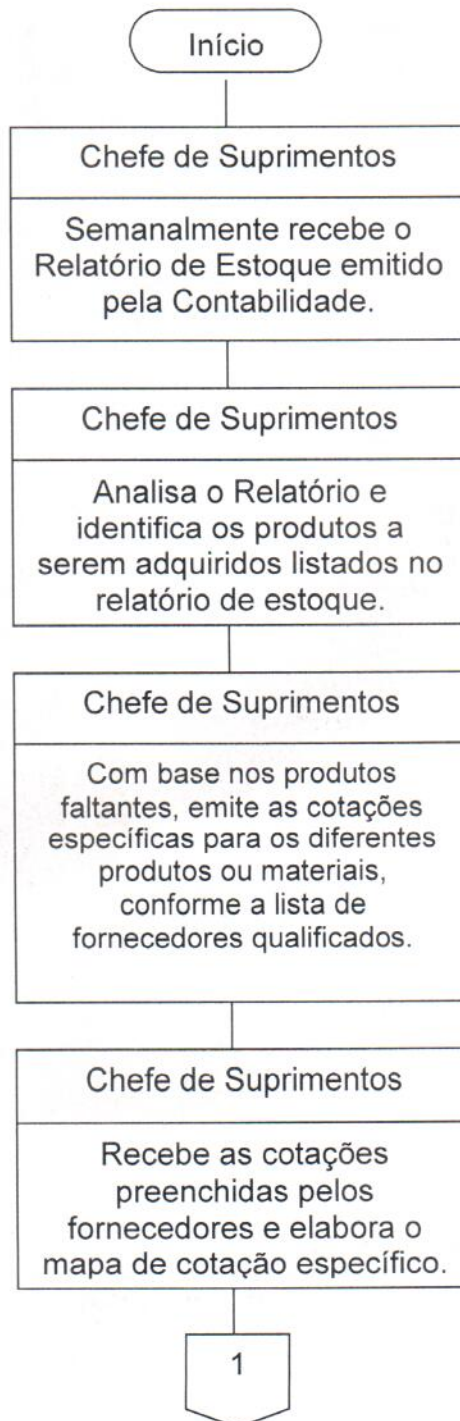 Início
Chefe de Suprimentos
Semanalmente recebe o
Relatório de Estoque emitido
pela Contabilidade.
Chefe de Suprimentos
Analisa o Relatório e
identifica os produtos a
serem adquiridos listados no
relatório de estoque.
Chefe de Suprimentos
Com base nos produtos
faltantes, emite as cotações
específicas para os diferentes
produtos ou materiais,
conforme a lista de
fornecedores qualificados.
Chefe de Suprimentos
Recebe as cotações
preenchidas pelos
fornecedores e elabora o
mapa de cotação específico.
1